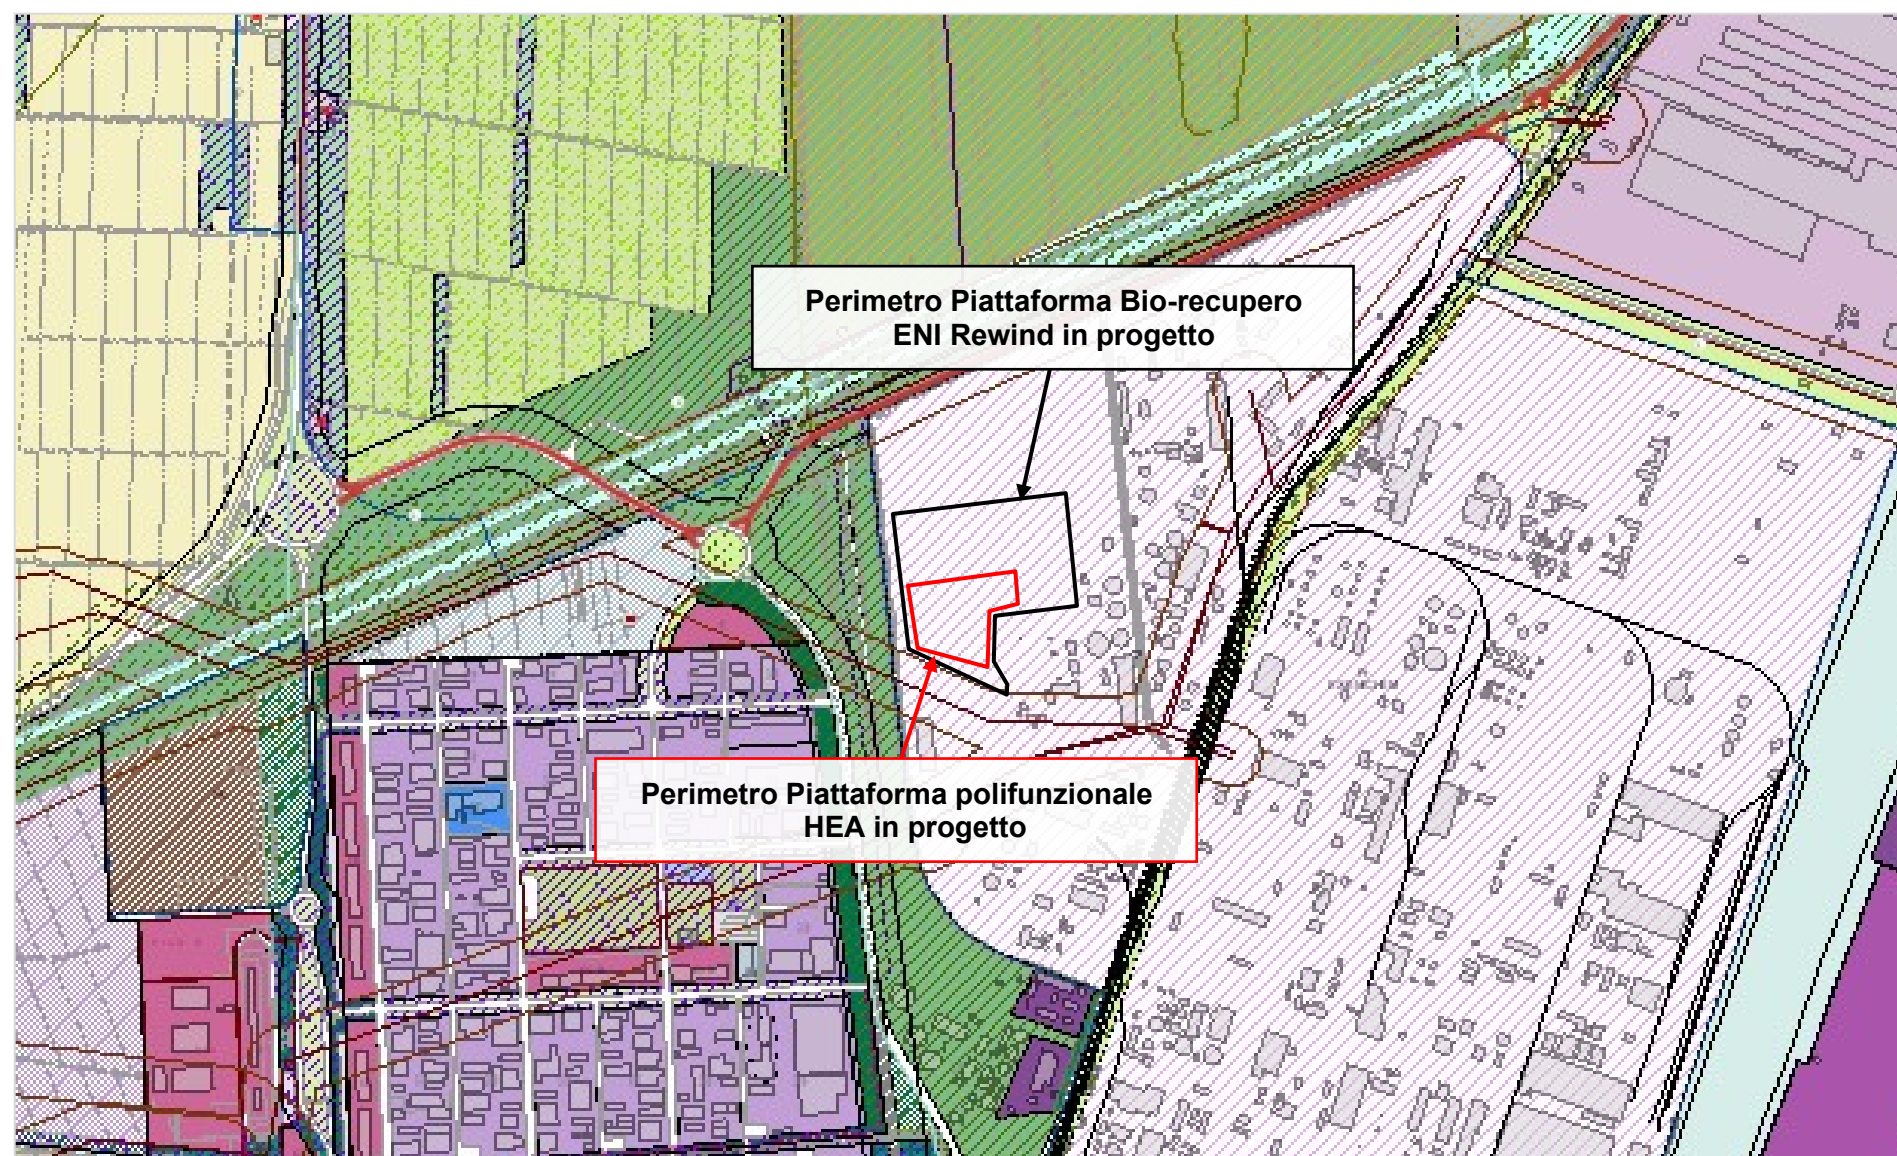 Perimetro Piattaforma Bio-recupero
ENI Rewind in progetto
Perimetro Piattaforma polifunzionale
HEA in progetto